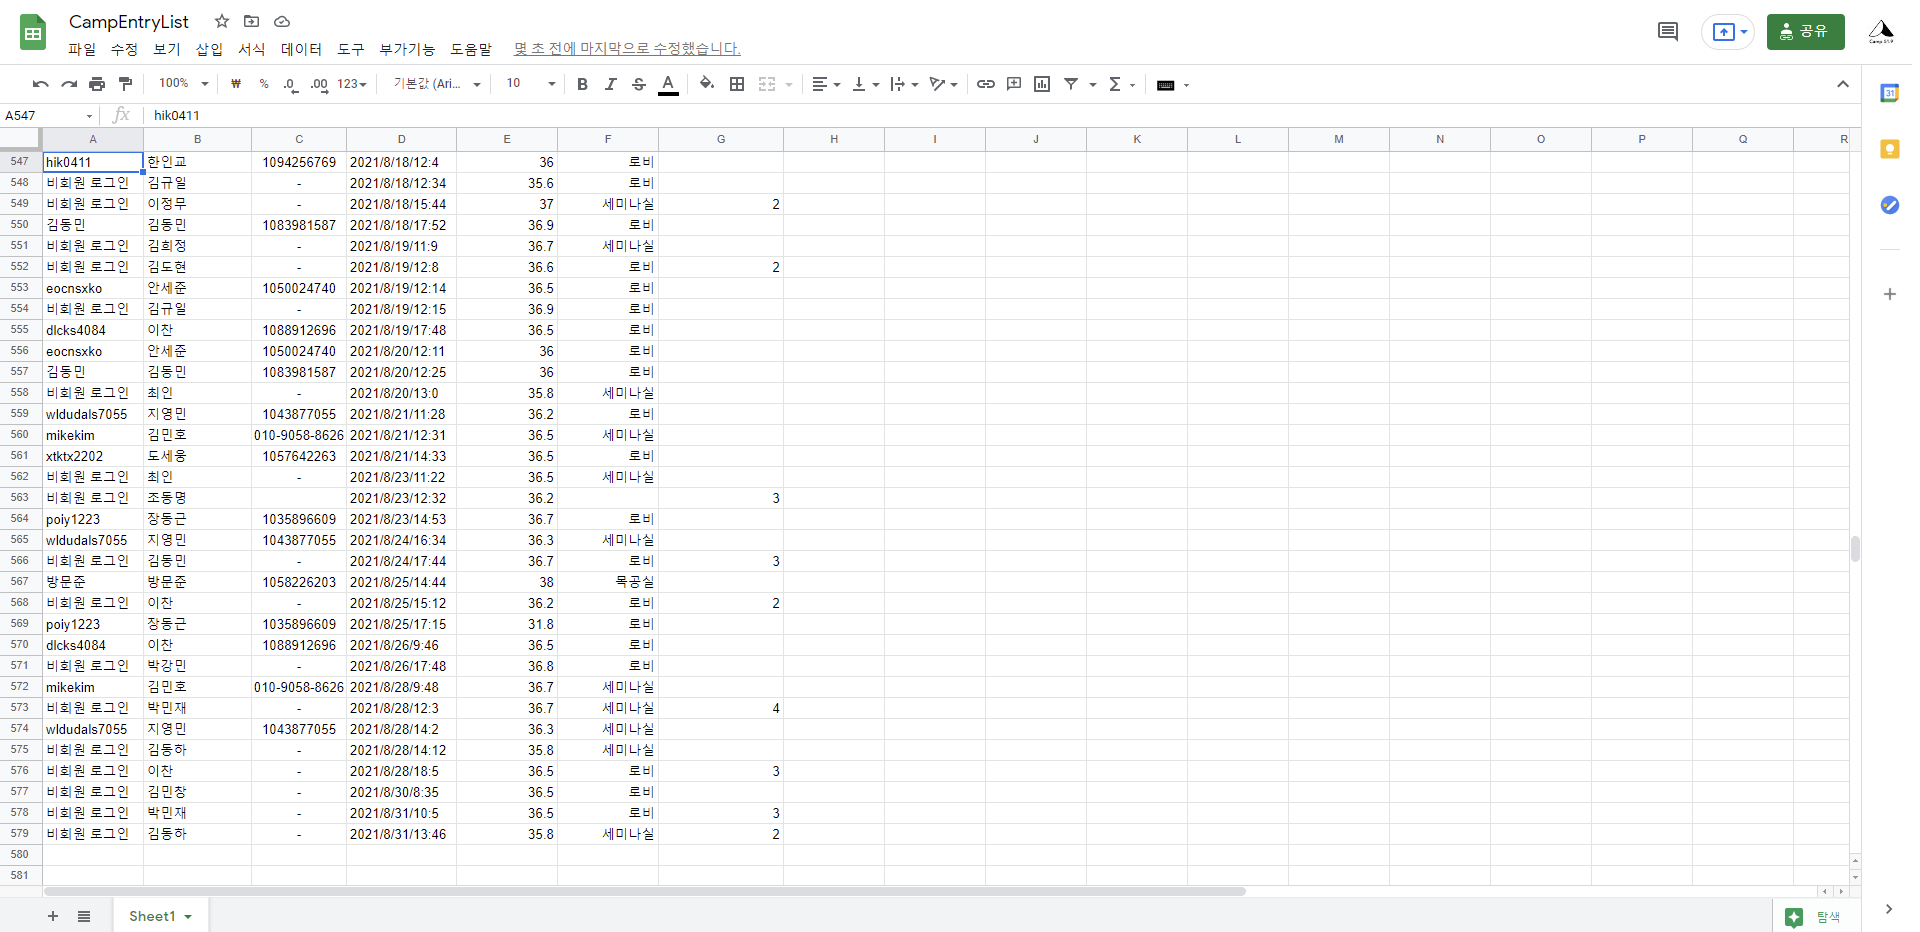 CampEntryList
파일 수정 보기 삽입 서식 데이터 도구 부가기능 도움말 몇 초 전에 마지막으로 수정했습니다.
공유
100% ₩ % .0 .00 123 기본값 (Ari... 10 B I S A Σ
A547 fx hik0411
A B C D E F G H I J K L M N O P Q R
547 hik0411 한인교 1094256769 2021/8/18/12:4 36 로비
548 비회원 로그인 김규일 - 2021/8/18/12:34 35.6 로비
549 비회원 로그인 이정무 - 2021/8/18/15:44 37 세미나실 2
550 김동민 김동민 1083981587 2021/8/18/17:52 36.9 로비
551 비회원 로그인 김희정 - 2021/8/19/11:9 36.7 세미나실
552 비회원 로그인 김도현 - 2021/8/19/12:8 36.6 로비 2
553 eocnsxko 안세준 1050024740 2021/8/19/12:14 36.5 로비
554 비회원 로그인 김규일 - 2021/8/19/12:15 36.9 로비
555 dlcks4084 이찬 1088912696 2021/8/19/17:48 36.5 로비
556 eocnsxko 안세준 1050024740 2021/8/20/12:11 36 로비
557 김동민 김동민 1083981587 2021/8/20/12:25 36 로비
558 비회원 로그인 최인 - 2021/8/20/13:0 35.8 세미나실
559 wldudals7055 지영민 1043877055 2021/8/21/11:28 36.2 로비
560 mikekim 김민호 010-9058-8626 2021/8/21/12:31 36.5 세미나실
561 xtktx2202 도세웅 1057642263 2021/8/21/14:33 36.5 로비
562 비회원 로그인 최인 - 2021/8/23/11:22 36.5 세미나실
563 비회원 로그인 조동명 2021/8/23/12:32 36.2 3
564 poiy1223 장동근 1035896609 2021/8/23/14:53 36.7 로비
565 wldudals7055 지영민 1043877055 2021/8/24/16:34 36.3 세미나실
566 비회원 로그인 김동민 - 2021/8/24/17:44 36.7 로비 3
567 방문준 방문준 1058226203 2021/8/25/14:44 38 목공실
568 비회원 로그인 이찬 - 2021/8/25/15:12 36.2 로비 2
569 poiy1223 장동근 1035896609 2021/8/25/17:15 31.8 로비
570 dlcks4084 이찬 1088912696 2021/8/26/9:46 36.5 로비
571 비회원 로그인 박강민 - 2021/8/26/17:48 36.8 로비
572 mikekim 김민호 010-9058-8626 2021/8/28/9:48 36.7 세미나실
573 비회원 로그인 박민재 - 2021/8/28/12:3 36.7 세미나실 4
574 wldudals7055 지영민 1043877055 2021/8/28/14:2 36.3 세미나실
575 비회원 로그인 김동하 - 2021/8/28/14:12 35.8 세미나실
576 비회원 로그인 이찬 - 2021/8/28/18:5 36.5 로비 3
577 비회원 로그인 김민창 - 2021/8/30/8:35 36.5 로비
578 비회원 로그인 박민재 - 2021/8/31/10:5 36.5 로비 3
579 비회원 로그인 김동하 - 2021/8/31/13:46 35.8 세미나실 2
580
581
Sheet1
탐색
31